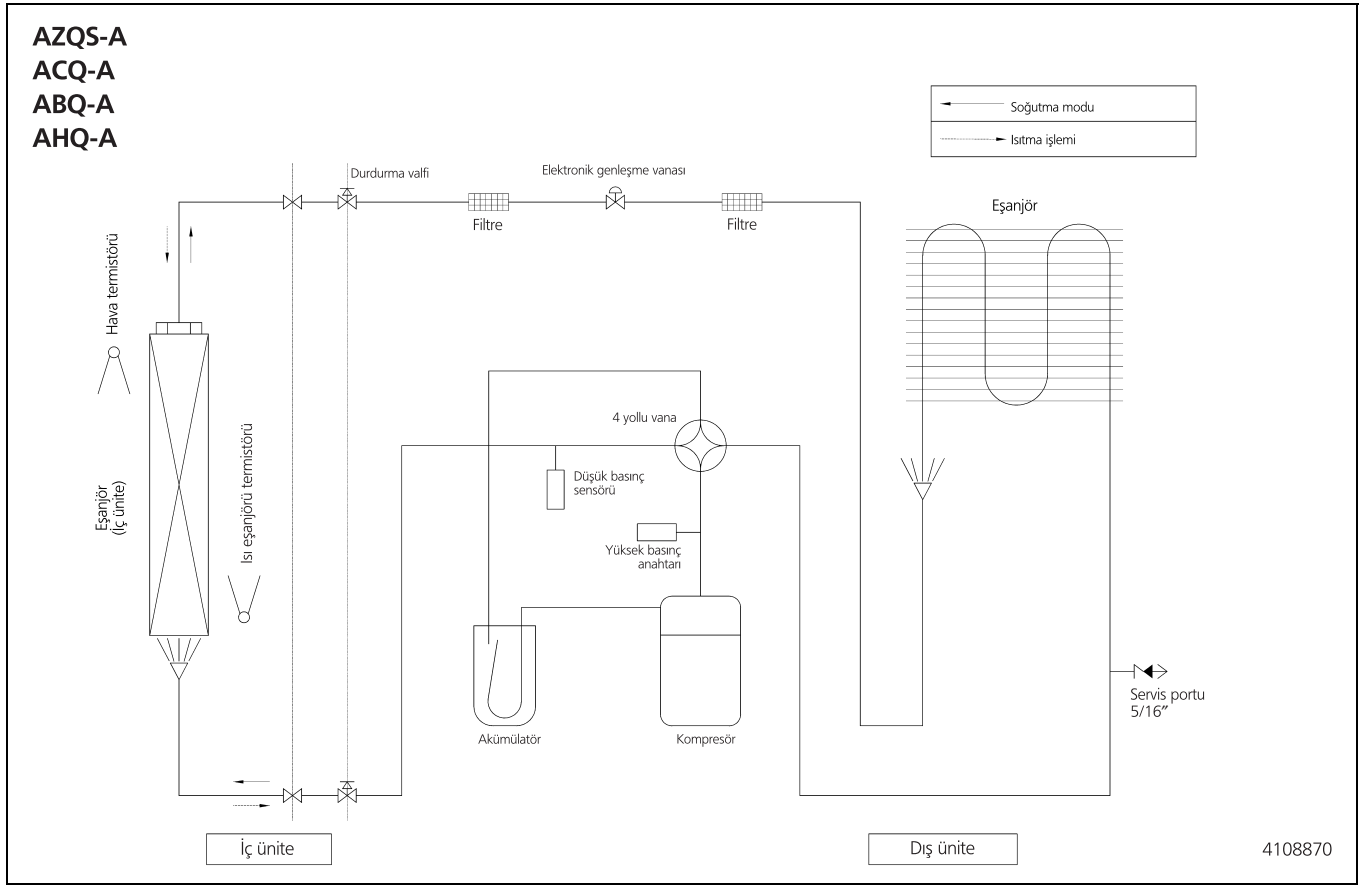 AZQS-A
ACQ-A
ABQ-A
AHQ-A
Soğutma modu
Isıtma işlemi
Durdurma valfi
Elektronik genleşme vanası
Filtre
Filtre
Eşanjör
Hava termistörü
4 yollu vana
Düşük basınç
sensörü
Yüksek basınç
anahtarı
Eşanjör
(İç ünite)
Isı eşanjörü termistörü
Akümülatör
Kompresör
Servis portu
5/16"
İç ünite
Dış ünite
4108870